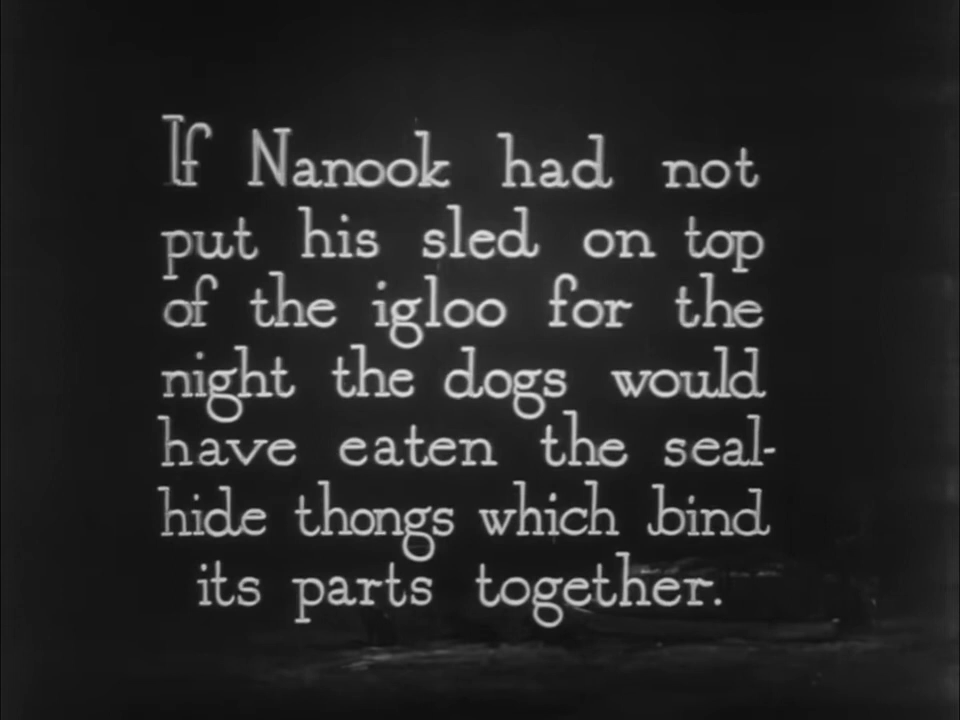 If Nanook had not
put his sled on top
of the igloo for the
night the dogs would
have eaten the seal-
hide thongs which bind
its parts together.